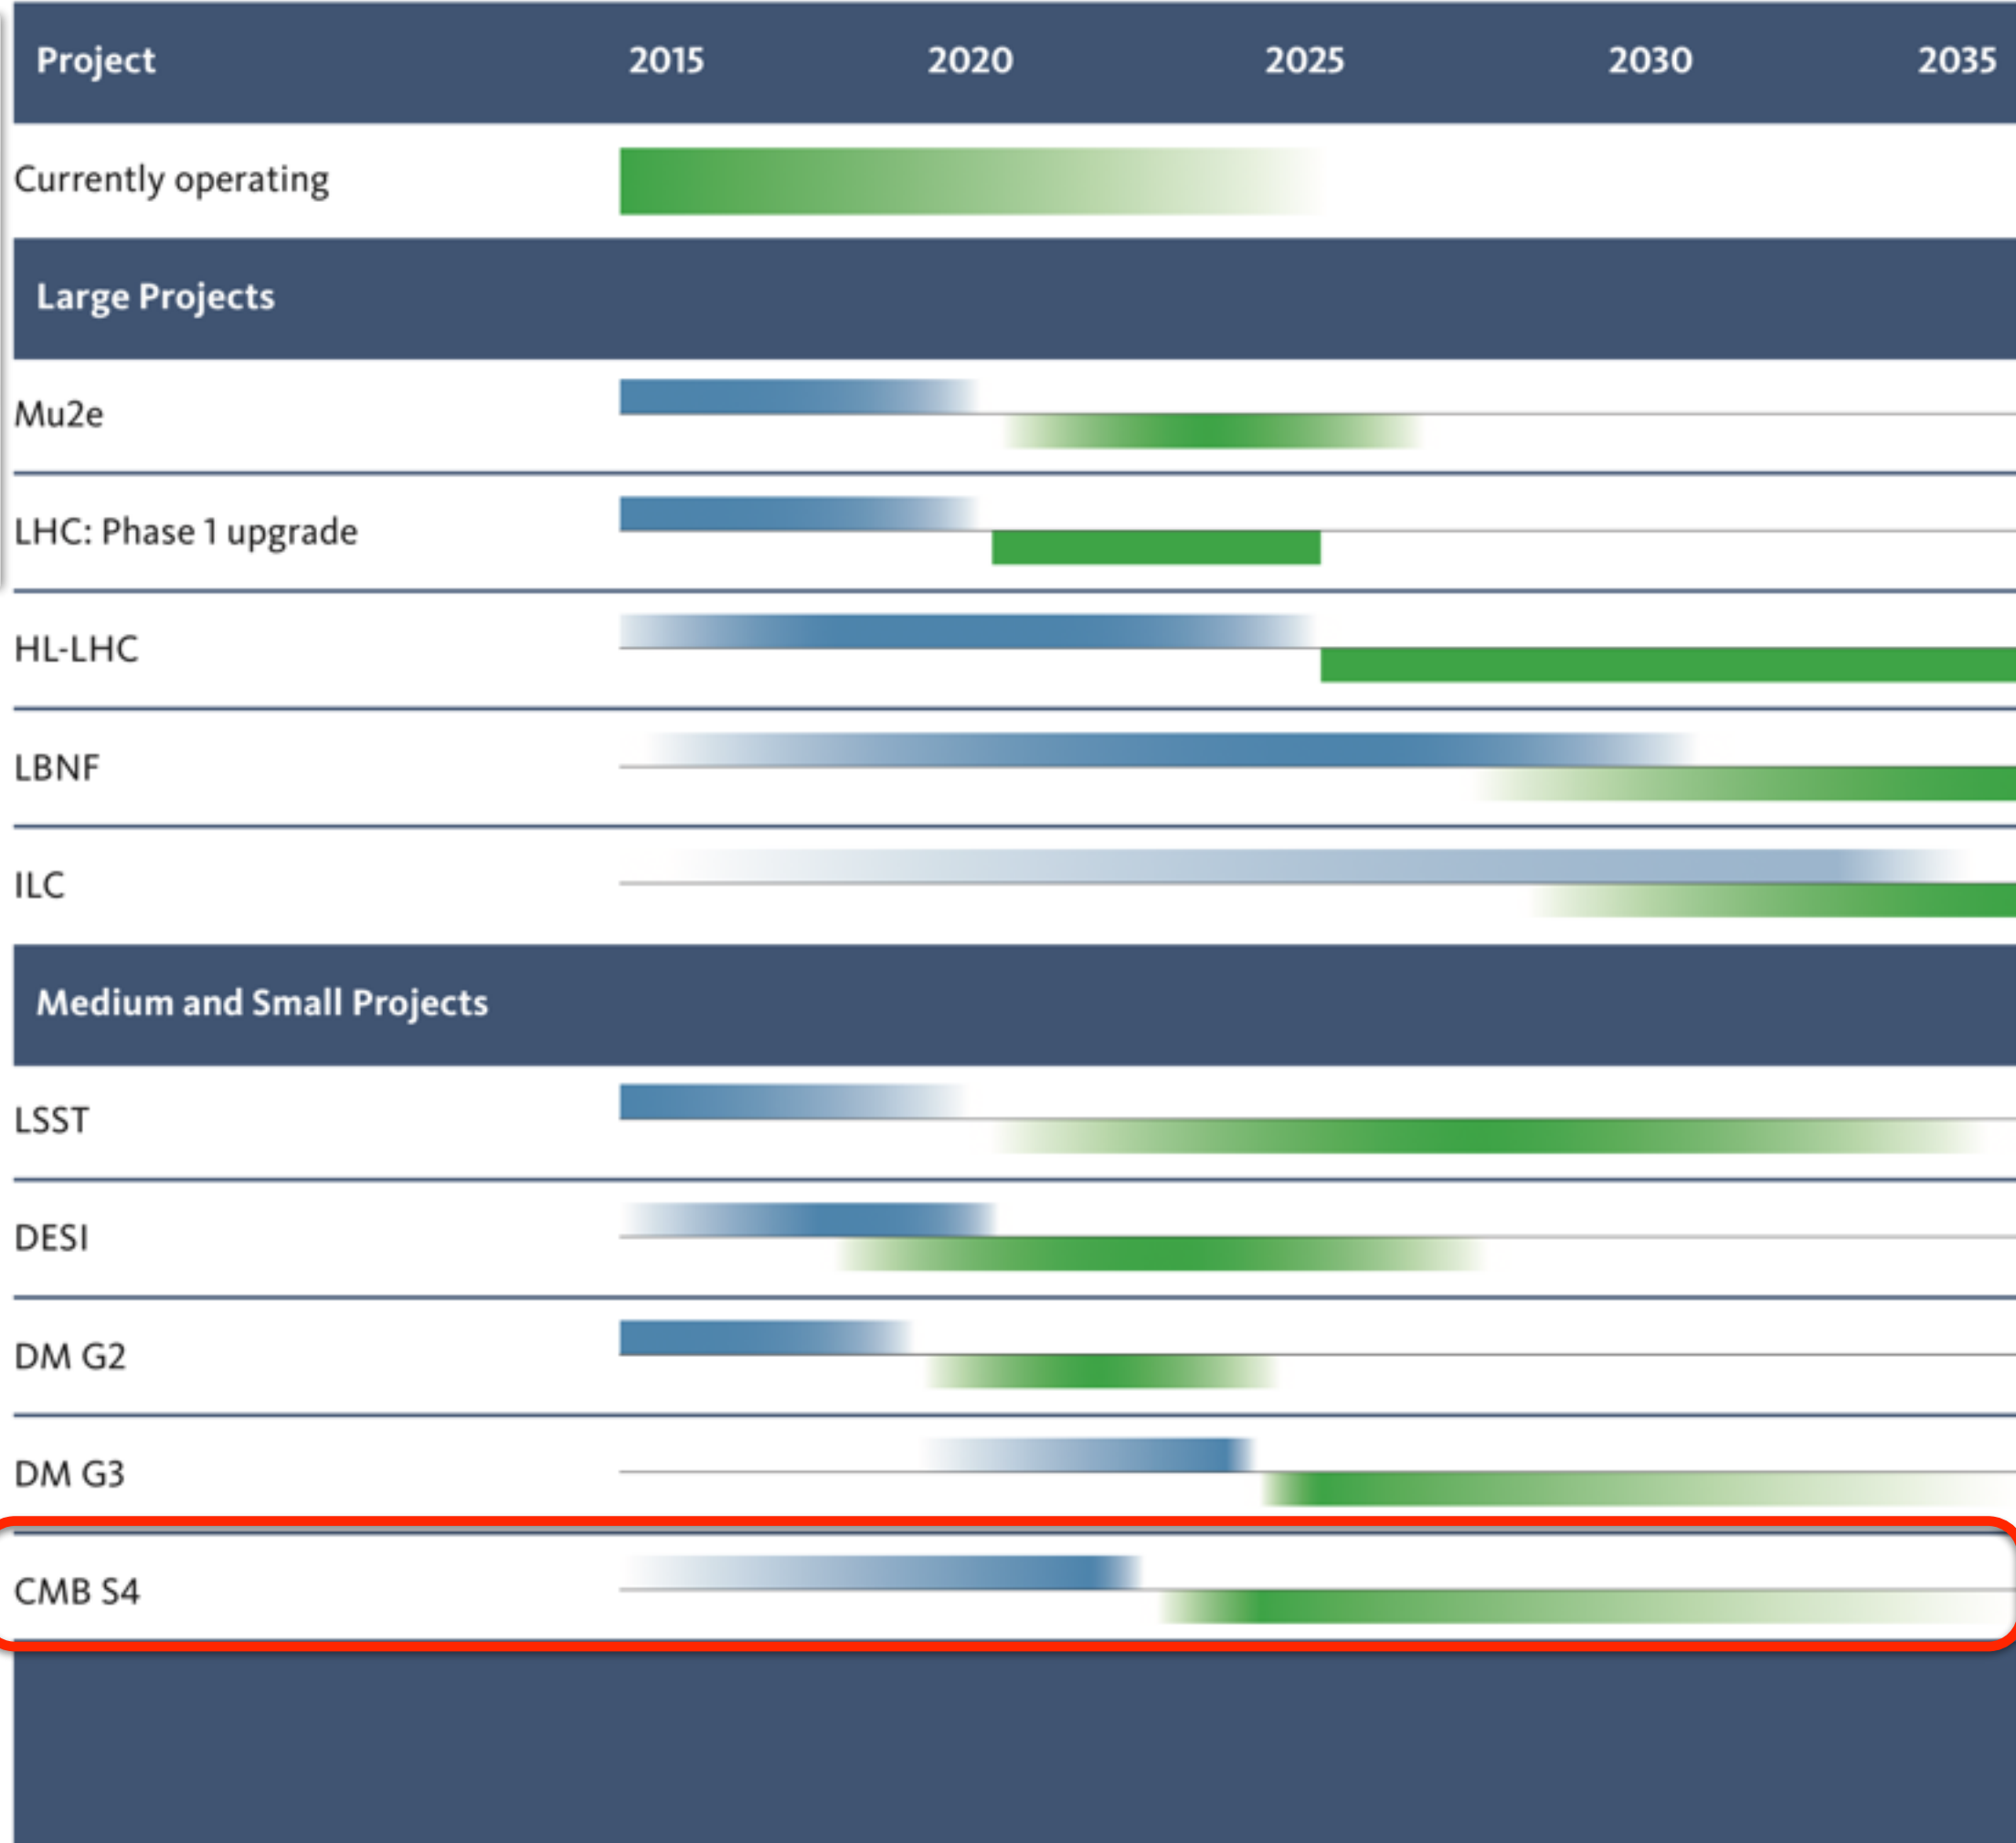 Project 2015 2020 2025 2030 2035
Currently operating
Large Projects
Mu2e
LHC: Phase 1 upgrade
HL-LHC
LBNF
ILC
Medium and Small Projects
LSST
DESI
DM G2
DM G3
CMB S4